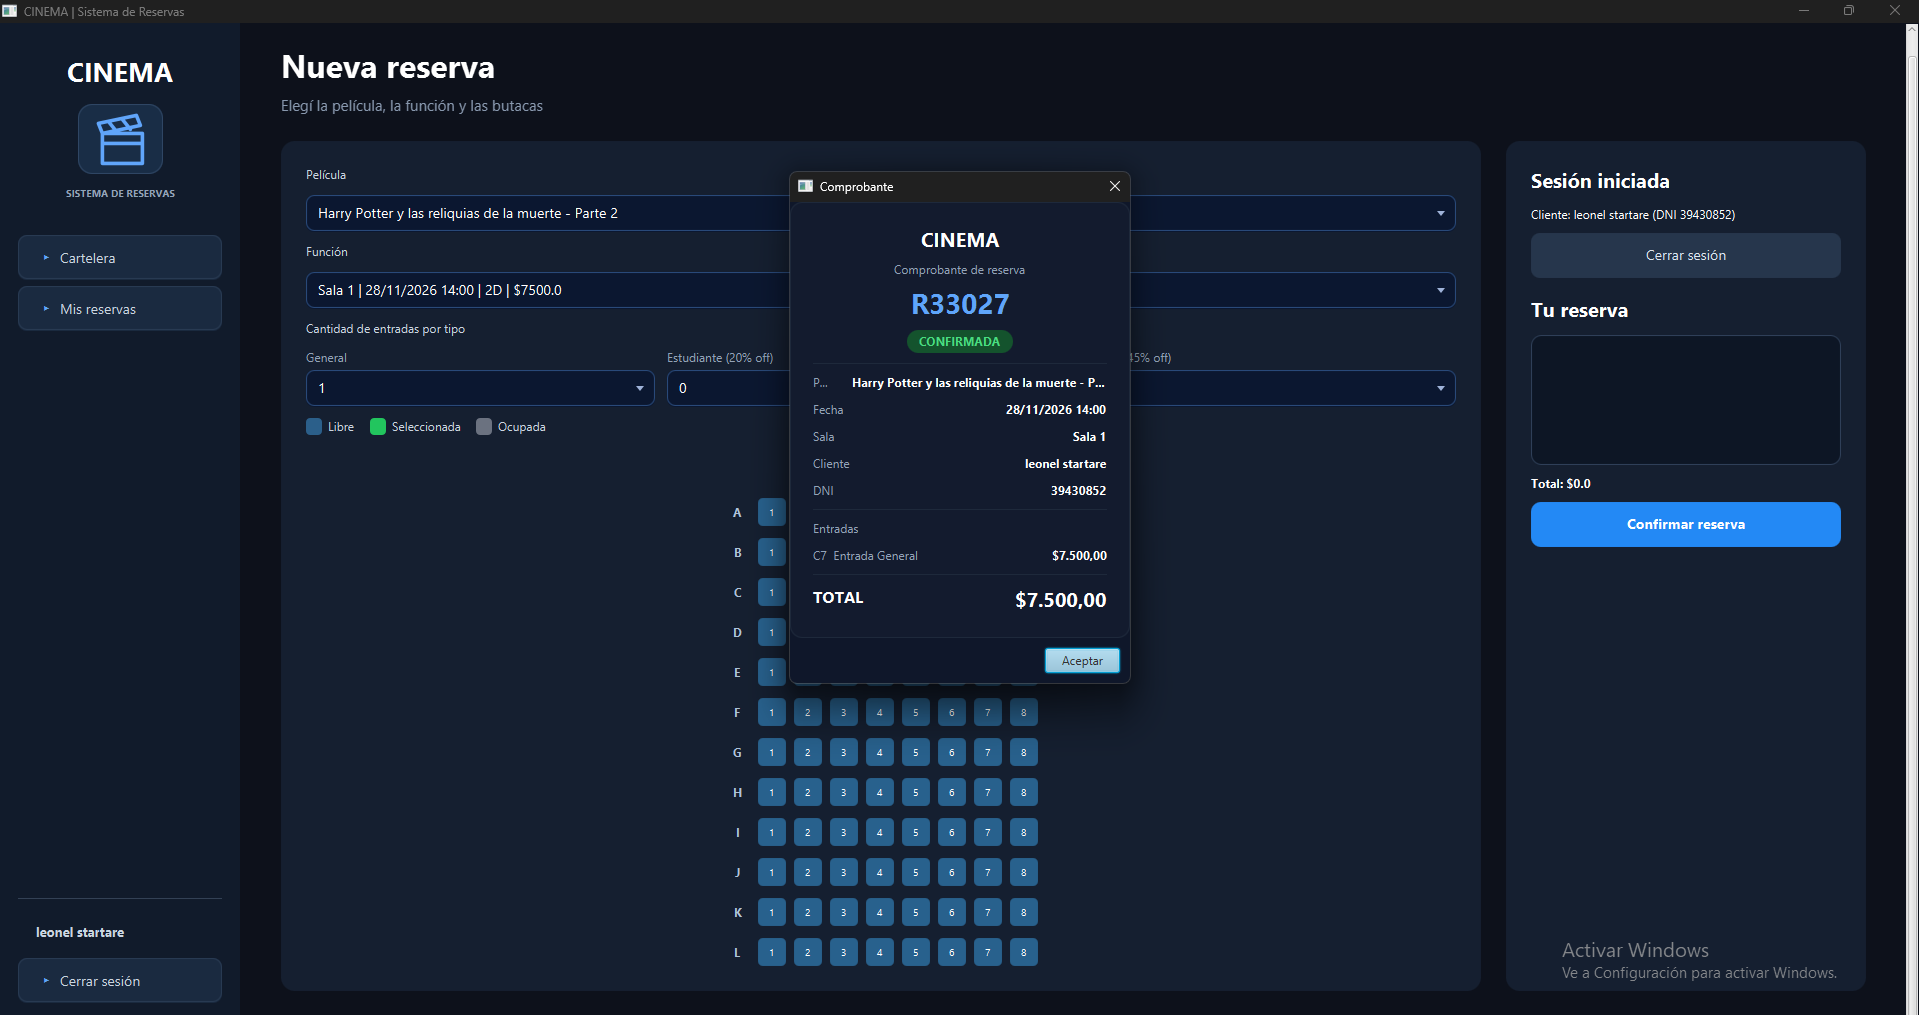 CINEMA | Sistema de Reservas
CINEMA
SISTEMA DE RESERVAS
Cartelera
Mis reservas
leonel startare
Cerrar sesión
Nueva reserva
Elegí la película, la función y las butacas
Película
Harry Potter y las reliquias de la muerte - Parte 2
Función
Sala 1 | 28/11/2026 14:00 | 2D | $7500.0
Cantidad de entradas por tipo
General
Estudiante (20% off)
45% off)
1
0
Libre
Seleccionada
Ocupada
A 1
B 1
C 1
D 1
E 1
F 1 2 3 4 5 6 7 8
G 1 2 3 4 5 6 7 8
H 1 2 3 4 5 6 7 8
I 1 2 3 4 5 6 7 8
J 1 2 3 4 5 6 7 8
K 1 2 3 4 5 6 7 8
L 1 2 3 4 5 6 7 8
Comprobante
CINEMA
Comprobante de reserva
R33027
CONFIRMADA
P... Harry Potter y las reliquias de la muerte - P...
Fecha 28/11/2026 14:00
Sala Sala 1
Cliente leonel startare
DNI 39430852
Entradas
C7 Entrada General $7.500,00
TOTAL $7.500,00
Aceptar
Sesión iniciada
Cliente: leonel startare (DNI 39430852)
Cerrar sesión
Tu reserva
Total: $0.0
Confirmar reserva
Activar Windows
Ve a Configuración para activar Windows.